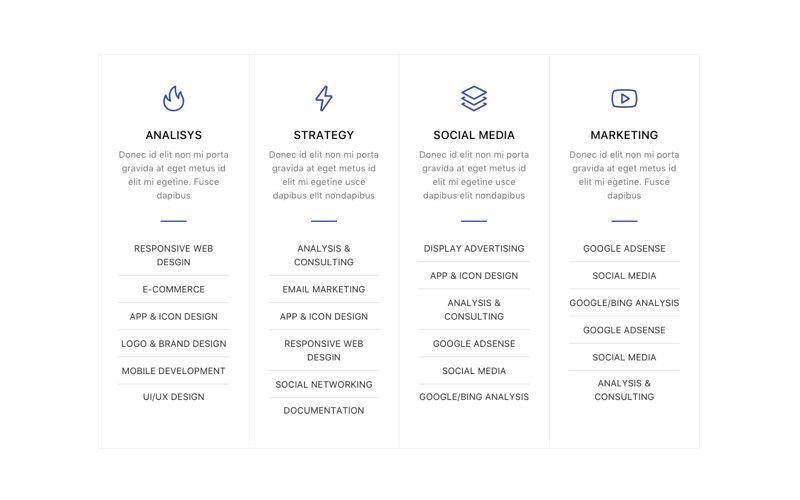 ANALISYS
Donec id elit non mi porta
gravida at eget metus id
elit mi egetine. Fusce
dapibus
RESPONSIVE WEB
DESGIN
E-COMMERCE
APP & ICON DESIGN
LOGO & BRAND DESIGN
MOBILE DEVELOPMENT
UI/UX DESIGN
STRATEGY
Donec id elit non mi porta
gravida at eget metus id
elit mi egetine usce
dapibus elit nondapibus
ANALYSIS &
CONSULTING
EMAIL MARKETING
APP & ICON DESIGN
RESPONSIVE WEB
DESGIN
SOCIAL NETWORKING
DOCUMENTATION
SOCIAL MEDIA
Donec id elit non mi porta
gravida at eget metus id
elit mi egetine usce
dapibus elit nondapibus
DISPLAY ADVERTISING
APP & ICON DESIGN
ANALYSIS &
CONSULTING
GOOGLE ADSENSE
SOCIAL MEDIA
GOOGLE/BING ANALYSIS
MARKETING
Donec id elit non mi porta
gravida at eget metus id
elit mi egetine. Fusce
dapibus
GOOGLE ADSENSE
SOCIAL MEDIA
GOOGLE/BING ANALYSIS
GOOGLE ADSENSE
SOCIAL MEDIA
ANALYSIS &
CONSULTING